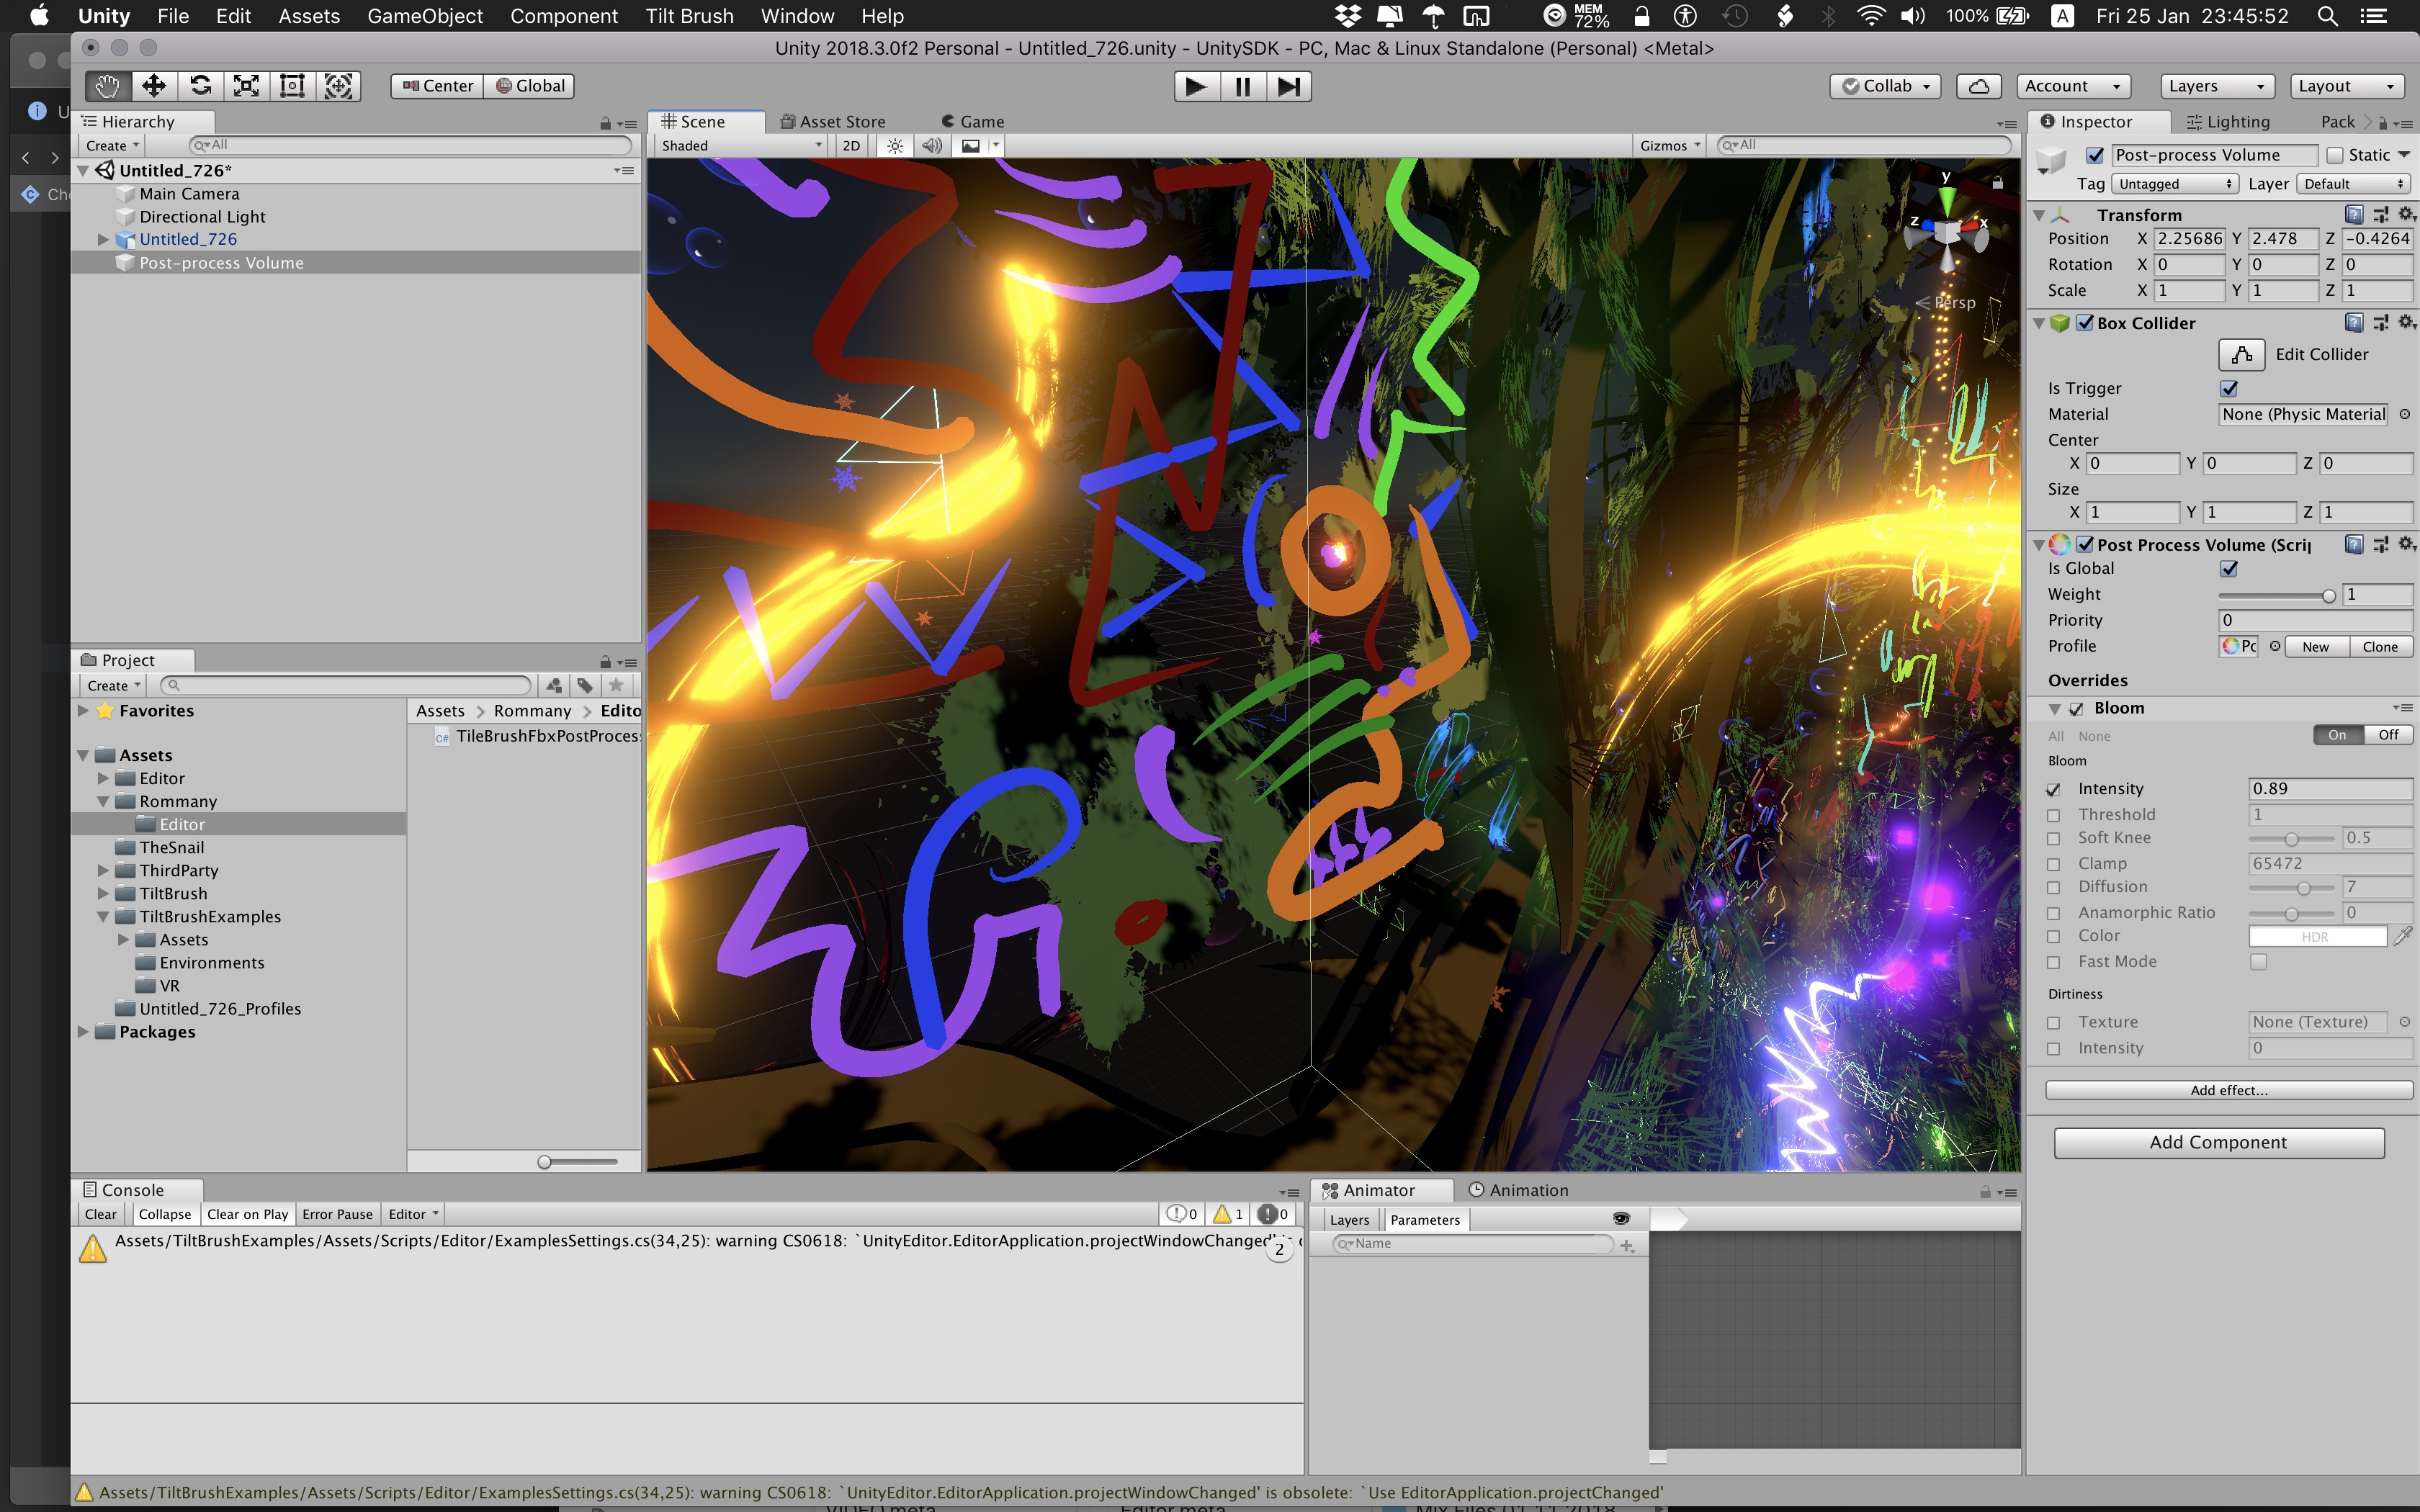 Unity File Edit Assets GameObject Component Tilt Brush Window Help MEM 72% 100% A Fri 25 Jan 23:45:52
Unity 2018.3.0f2 Personal - Untitled_726.unity - UnitySDK - PC, Mac & Linux Standalone (Personal) <Metal>
Center Global Collab Account Layers Layout
Hierarchy
Create All
Untitled_726*
Main Camera
Directional Light
Untitled_726
Post-process Volume
Project
Create
Favorites
Assets
Editor
Rommany
Editor
TheSnail
ThirdParty
TiltBrush
TiltBrushExamples
Assets
Environments
VR
Untitled_726_Profiles
Packages
Assets > Rommany > Edito
C# TileBrushFbxPostProces
Scene Asset Store Game
Shaded 2D Gizmos All
y
z x
Persp
Inspector Lighting Pack
Post-process Volume Static
Tag Untagged Layer Default
Transform
Position X 2.25686 Y 2.478 Z -0.4264
Rotation X 0 Y 0 Z 0
Scale X 1 Y 1 Z 1
Box Collider
Edit Collider
Is Trigger
Material None (Physic Material
Center
X 0 Y 0 Z 0
Size
X 1 Y 1 Z 1
Post Process Volume (Scrip
Is Global
Weight 1
Priority 0
Profile Pc New Clone
Overrides
Bloom
All None On Off
Bloom
Intensity 0.89
Threshold 1
Soft Knee 0.5
Clamp 65472
Diffusion 7
Anamorphic Ratio 0
Color HDR
Fast Mode
Dirtiness
Texture None (Texture)
Intensity 0
Add effect...
Add Component
Console
Clear Collapse Clear on Play Error Pause Editor 0 1 0
Assets/TiltBrushExamples/Assets/Scripts/Editor/ExamplesSettings.cs(34,25): warning CS0618: `UnityEditor.EditorApplication.projectWindowChanged' is
2
Animator Animation
Layers Parameters
Name
Assets/TiltBrushExamples/Assets/Scripts/Editor/ExamplesSettings.cs(34,25): warning CS0618: `UnityEditor.EditorApplication.projectWindowChanged' is obsolete: `Use EditorApplication.projectChanged'